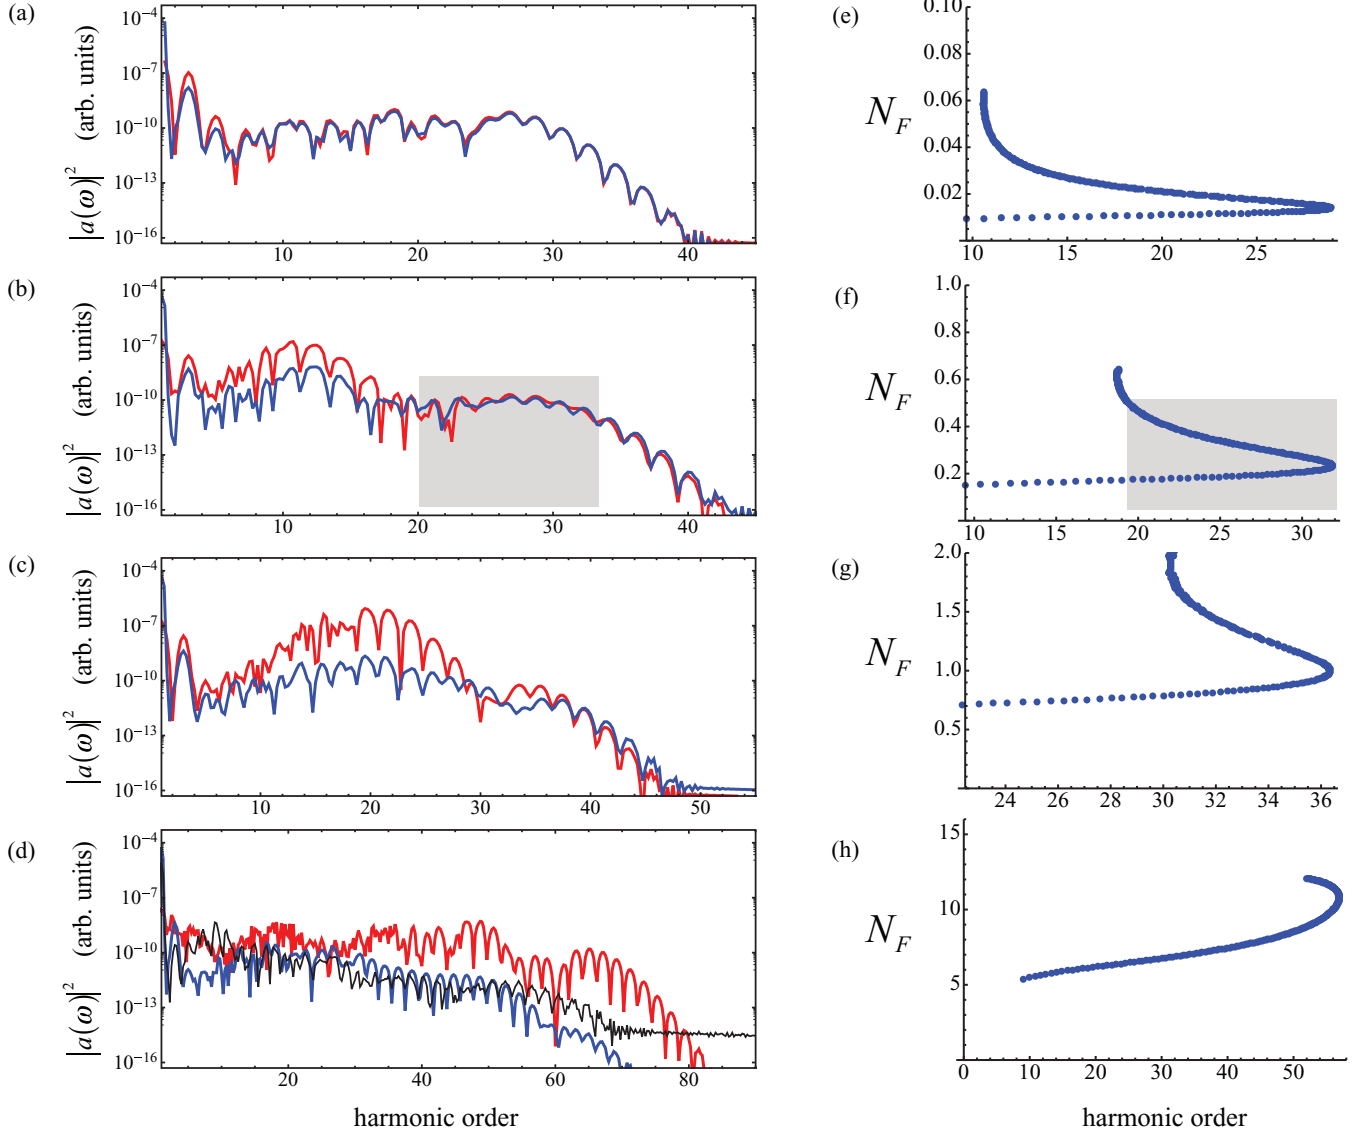 (a)
10⁻⁴
10⁻⁷
10⁻¹⁰
10⁻¹³
10⁻¹⁶
|a(ω)|² (arb. units)
10 20 30 40
(e)
0.10
0.08
0.06
0.04
0.02
N_F
10 15 20 25
(b)
10⁻⁴
10⁻⁷
10⁻¹⁰
10⁻¹³
10⁻¹⁶
|a(ω)|² (arb. units)
10 20 30 40
(f)
1.0
0.8
0.6
0.4
0.2
N_F
10 15 20 25 30
(c)
10⁻⁴
10⁻⁷
10⁻¹⁰
10⁻¹³
10⁻¹⁶
|a(ω)|² (arb. units)
10 20 30 40 50
(g)
2.0
1.5
1.0
0.5
N_F
24 26 28 30 32 34 36
(d)
10⁻⁴
10⁻⁷
10⁻¹⁰
10⁻¹³
10⁻¹⁶
|a(ω)|² (arb. units)
20 40 60 80
harmonic order
(h)
15
10
5
N_F
0 10 20 30 40 50
harmonic order